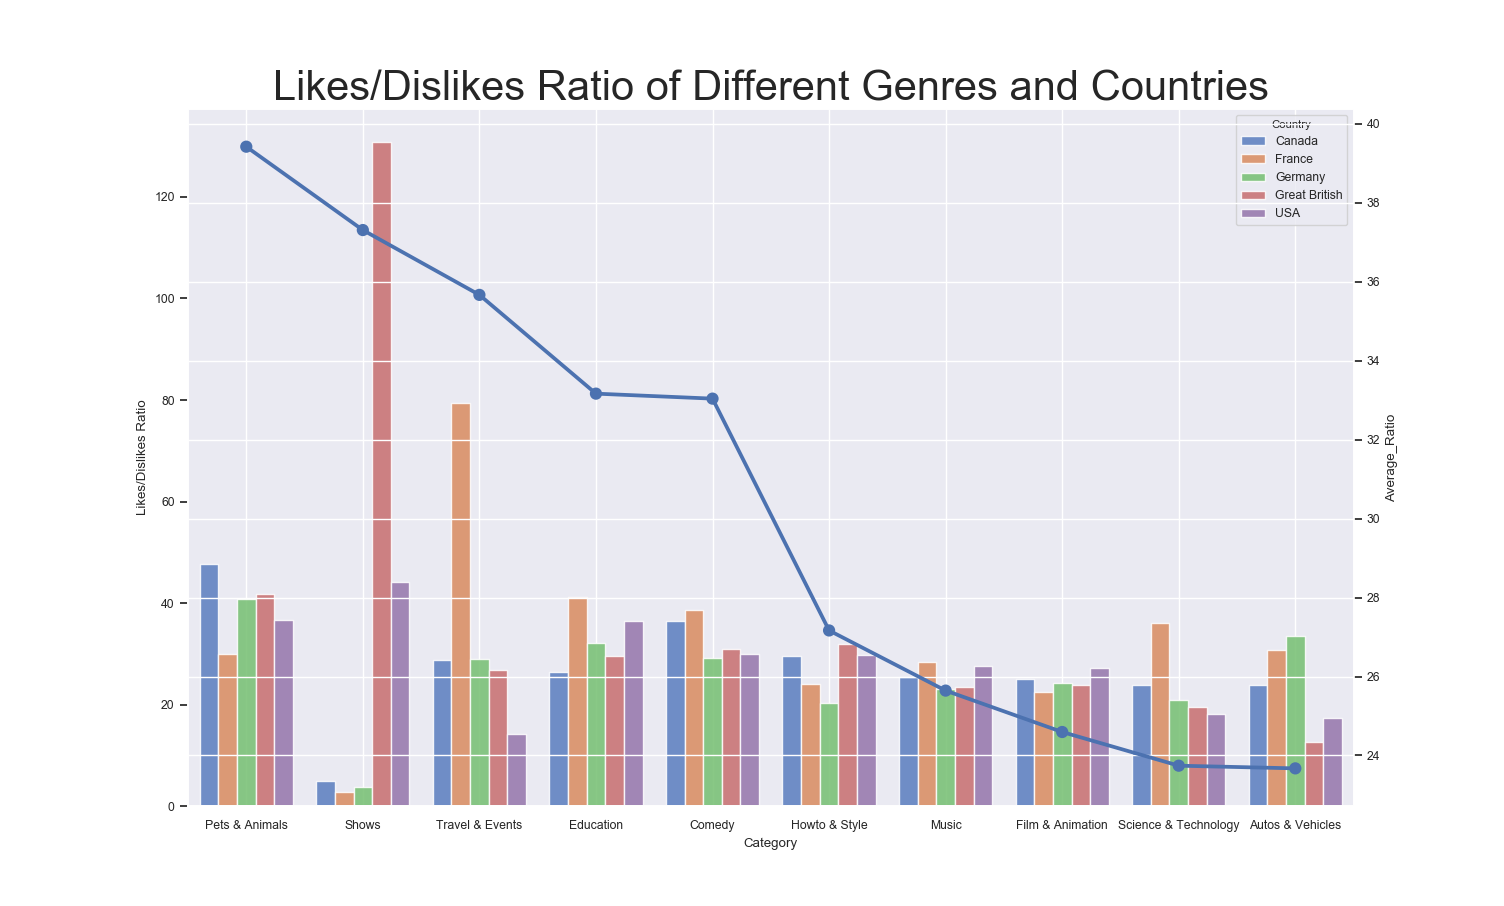 Likes/Dislikes Ratio of Different Genres and Countries
Country
Canada
France
Germany
Great British
USA
Likes/Dislikes Ratio
120
100
80
60
40
20
0
Average_Ratio
40
38
36
34
32
30
28
26
24
Pets & Animals Shows Travel & Events Education Comedy Howto & Style Music Film & Animation Science & Technology Autos & Vehicles
Category